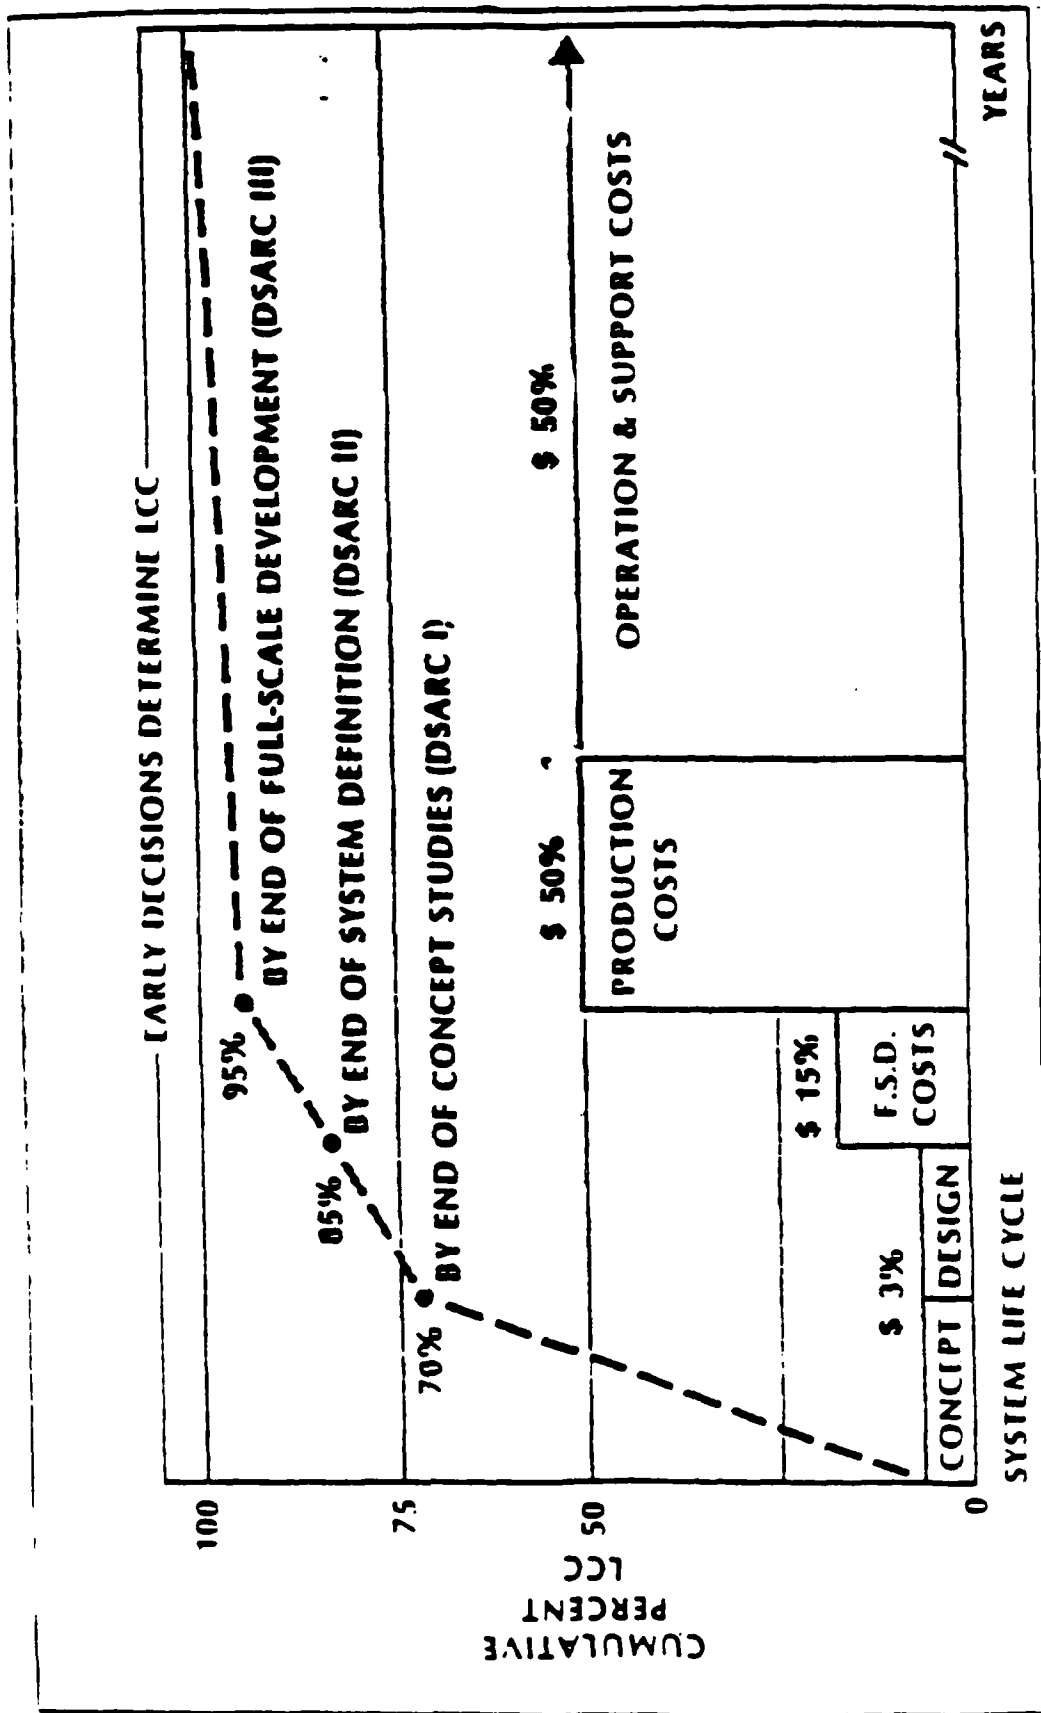 EARLY DECISIONS DETERMINE LCC
95%
BY END OF FULL-SCALE DEVELOPMENT (DSARC III)
85%
BY END OF SYSTEM DEFINITION (DSARC II)
70%
BY END OF CONCEPT STUDIES (DSARC I)
CUMULATIVE
PERCENT
LCC
100
75
50
0
$ 3%
$ 15%
$ 50%
$ 50%
CONCEPT
DESIGN
F.S.D.
COSTS
PRODUCTION
COSTS
OPERATION & SUPPORT COSTS
SYSTEM LIFE CYCLE
YEARS